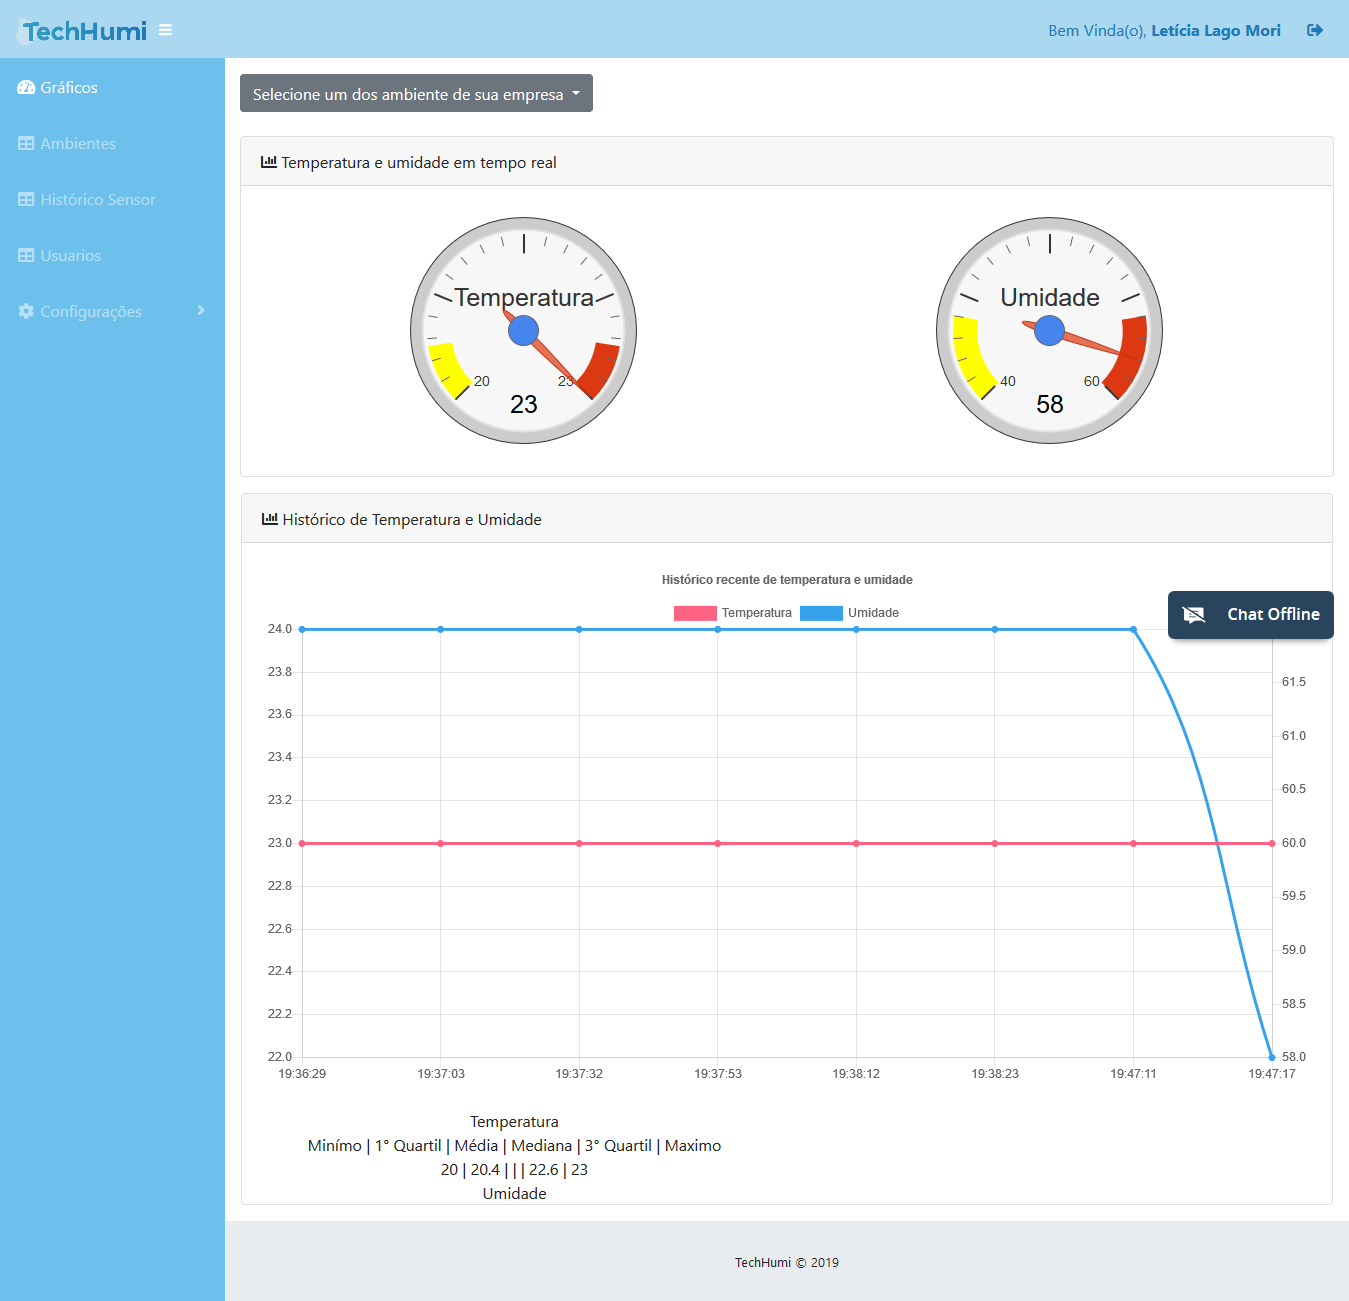 TechHumi
Bem Vinda(o), Letícia Lago Mori
Gráficos
Ambientes
Histórico Sensor
Usuarios
Configurações
Selecione um dos ambiente de sua empresa
Temperatura e umidade em tempo real
Temperatura
20
23
23
Umidade
40
60
58
Histórico de Temperatura e Umidade
Histórico recente de temperatura e umidade
Temperatura
Umidade
Chat Offline
24.0
23.8
23.6
23.4
23.2
23.0
22.8
22.6
22.4
22.2
22.0
61.5
61.0
60.5
60.0
59.5
59.0
58.5
58.0
19:36:29
19:37:03
19:37:32
19:37:53
19:38:12
19:38:23
19:47:11
19:47:17
Temperatura
Minímo | 1° Quartil | Média | Mediana | 3° Quartil | Maximo
20 | 20.4 | | | 22.6 | 23
Umidade
TechHumi © 2019